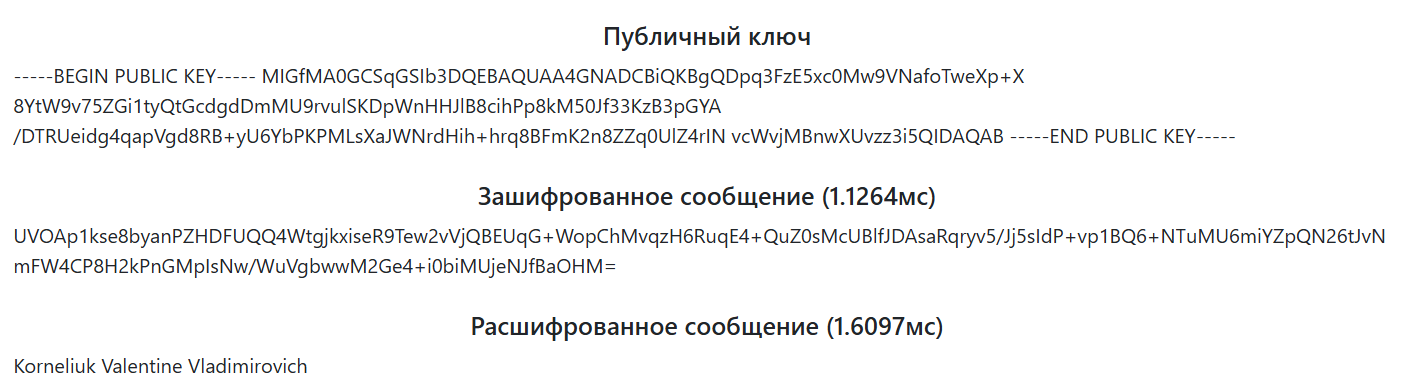 Публичный ключ
-----BEGIN PUBLIC KEY----- MIGfMA0GCSqGSIb3DQEBAQUAA4GNADCBiQKBgQDpq3FzE5xc0Mw9VNafoTweXp+X
8YtW9v75ZGi1tyQtGcdgdDmMU9rvulSKDpWnHHJlB8cihPp8kM50Jf33KzB3pGYA
/DTRUeidg4qapVgd8RB+yU6YbPKPMLsXaJWNrdHih+hrq8BFmK2n8ZZq0UlZ4rIN vcWvjMBnwXUvzz3i5QIDAQAB -----END PUBLIC KEY-----
Зашифрованное сообщение (1.1264мс)
UVOAp1kse8byanPZHDFUQQ4WtgjkxiseR9Tew2vVjQBEUqG+WopChMvqzH6RuqE4+QuZ0sMcUBlfJDAsaRqryv5/Jj5sIdP+vp1BQ6+NTuMU6miYZpQN26tJvN
mFW4CP8H2kPnGMpIsNw/WuVgbwwM2Ge4+i0biMUjeNJfBaOHM=
Расшифрованное сообщение (1.6097мс)
Korneliuk Valentine Vladimirovich